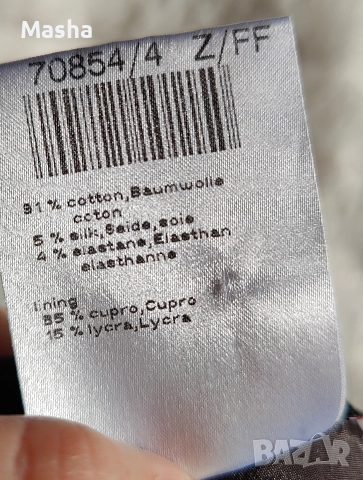 Masha
70854/4 Z/FF
91 % cotton,Baumwolle
coton
5 % silk,Seide,soie
4 % elastane,Elasthan
elasthanne
lining
85 % cupro,Cupro
15 % lycra,Lycra
BAZAR